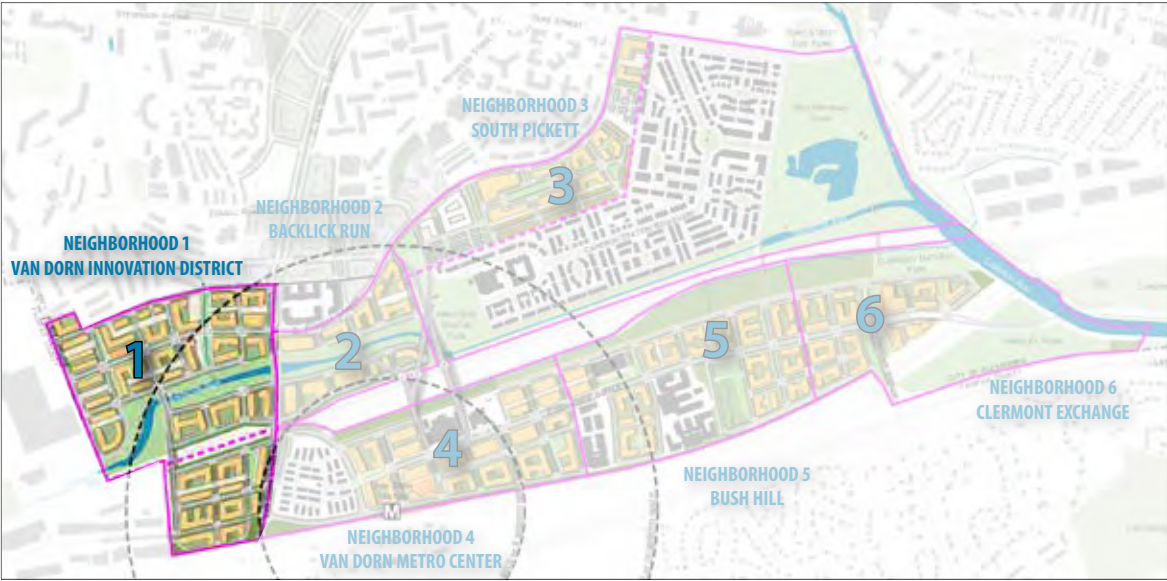 NEIGHBORHOOD 3
SOUTH PICKETT
3
NEIGHBORHOOD 2
BACKLICK RUN
NEIGHBORHOOD 1
VAN DORN INNOVATION DISTRICT
1
2
5
6
4
NEIGHBORHOOD 6
CLERMONT EXCHANGE
NEIGHBORHOOD 5
BUSH HILL
M
NEIGHBORHOOD 4
VAN DORN METRO CENTER